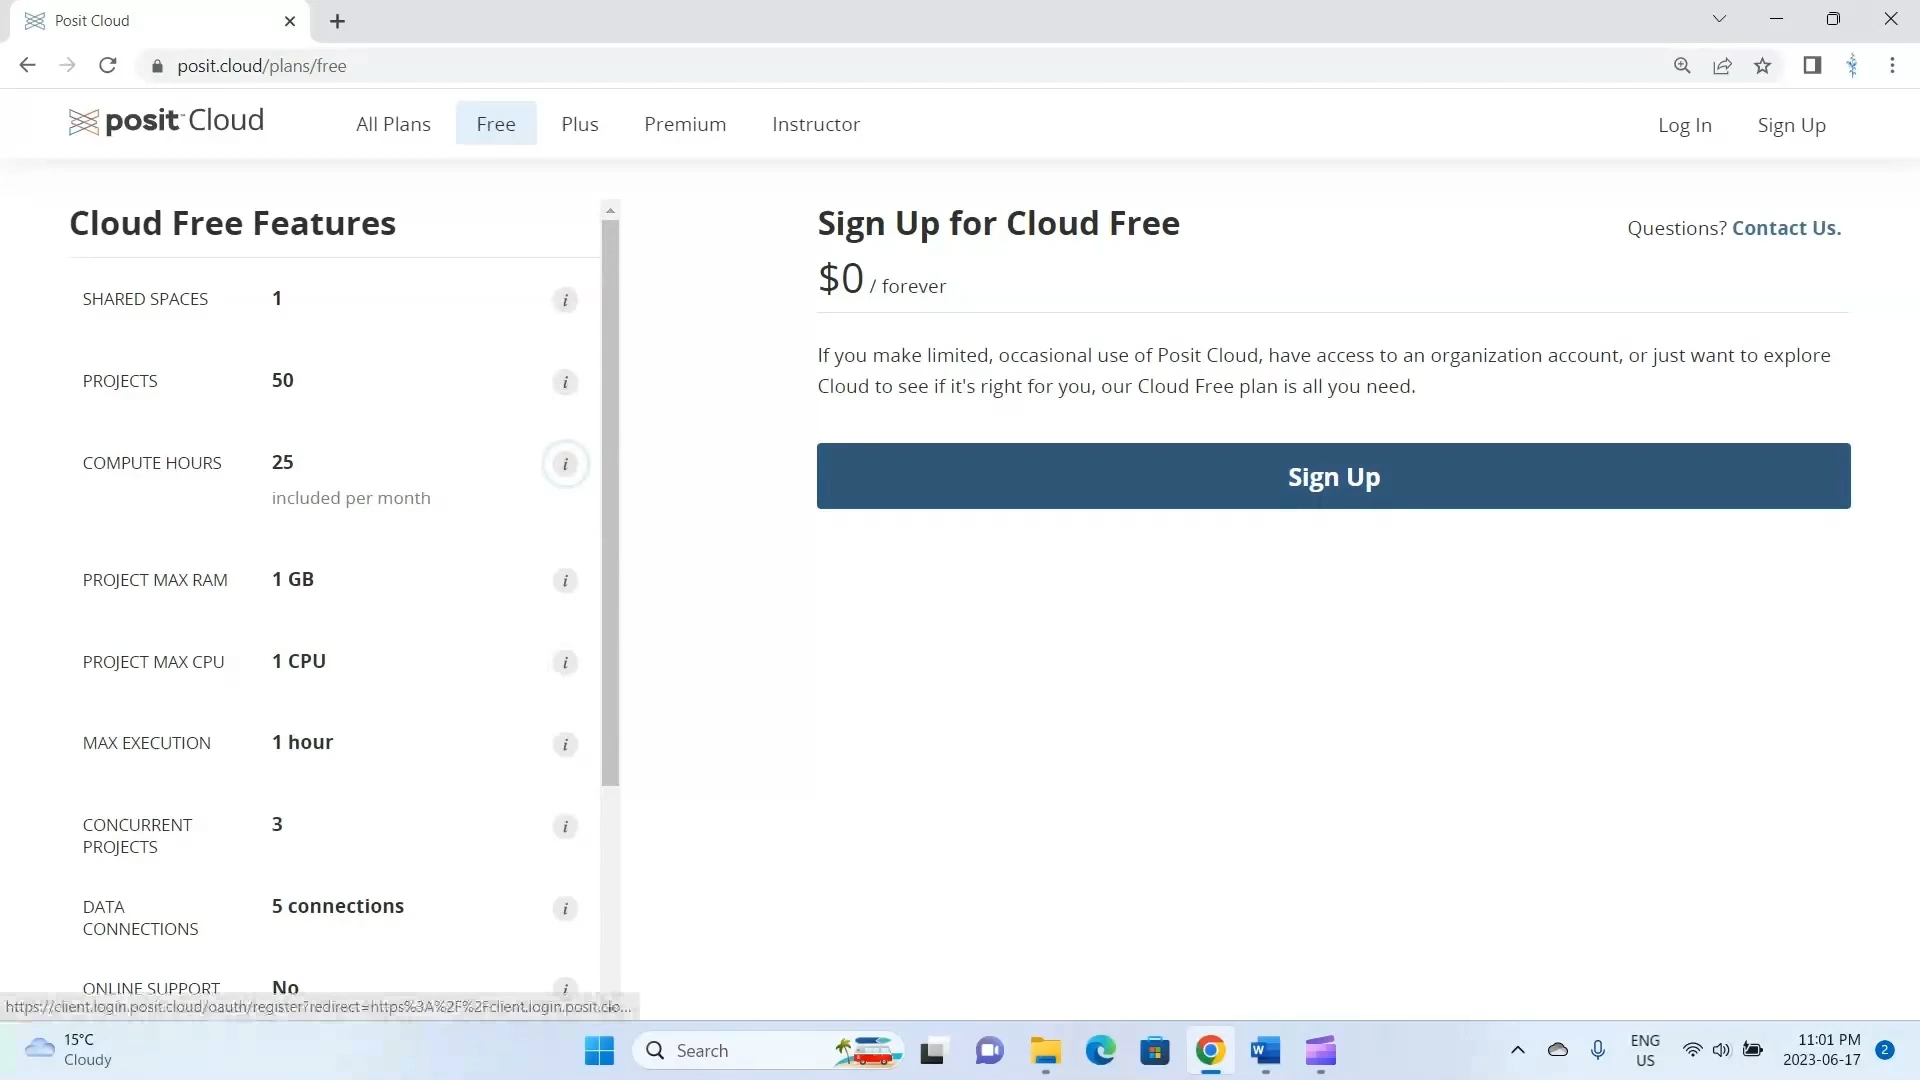 Posit Cloud
posit.cloud/plans/free
posit Cloud
All Plans
Free
Plus
Premium
Instructor
Log In
Sign Up
Cloud Free Features
SHARED SPACES 1
PROJECTS 50
COMPUTE HOURS 25
included per month
PROJECT MAX RAM 1 GB
PROJECT MAX CPU 1 CPU
MAX EXECUTION 1 hour
CONCURRENT 3
PROJECTS
DATA 5 connections
CONNECTIONS
ONLINE SUPPORT No
Sign Up for Cloud Free
Questions? Contact Us.
$0 / forever
If you make limited, occasional use of Posit Cloud, have access to an organization account, or just want to explore
Cloud to see if it's right for you, our Cloud Free plan is all you need.
Sign Up
https://client.login.posit.cloud/oauth/register?redirect=https%3A%2F%2Fclient.login.posit.clo...
15°C
Cloudy
Search
ENG
US
11:01 PM
2023-06-17
2